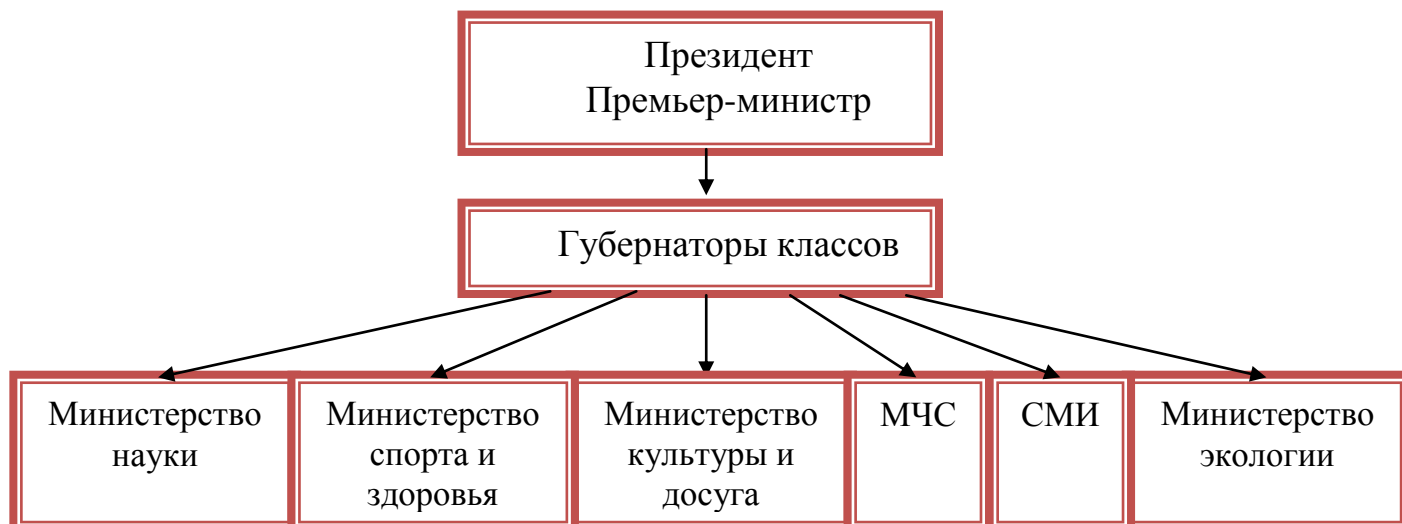 Президент
Премьер-министр
Губернаторы классов
Министерство
науки
Министерство
спорта и
здоровья
Министерство
культуры и
досуга
МЧС
СМИ
Министерство
экологии